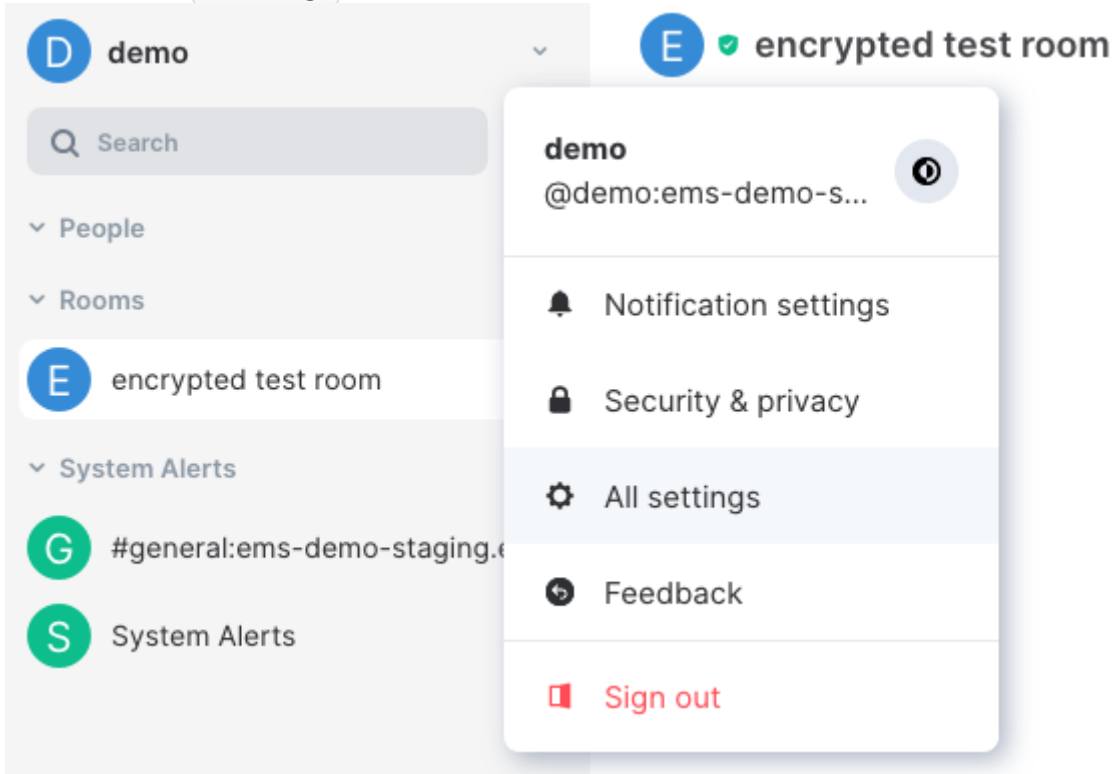 D demo
Search
People
Rooms
E encrypted test room
System Alerts
G #general:ems-demo-staging.
S System Alerts
E encrypted test room
demo
@demo:ems-demo-s...
Notification settings
Security & privacy
All settings
Feedback
Sign out